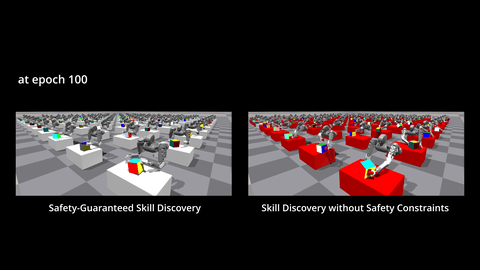 at epoch 100
Safety-Guaranteed Skill Discovery
Skill Discovery without Safety Constraints